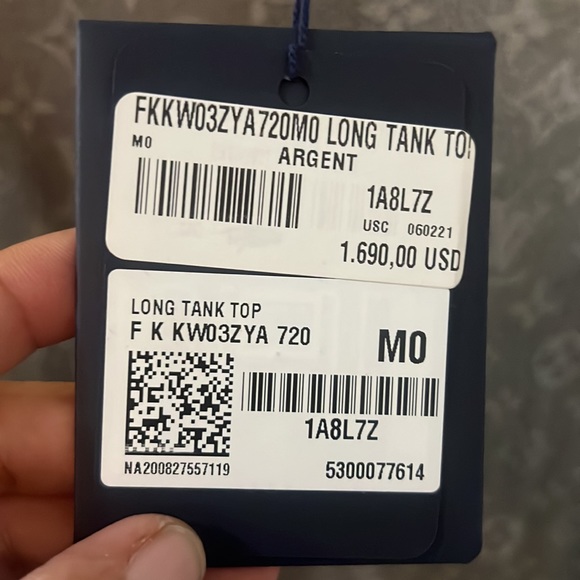 FKKW03ZYA720M0 LONG TANK TO
M0
ARGENT
1A8L7Z
USC 060221
1.690,00 USD
LONG TANK TOP
F K KW03ZYA 720
M0
1A8L7Z
NA200827557119
5300077614